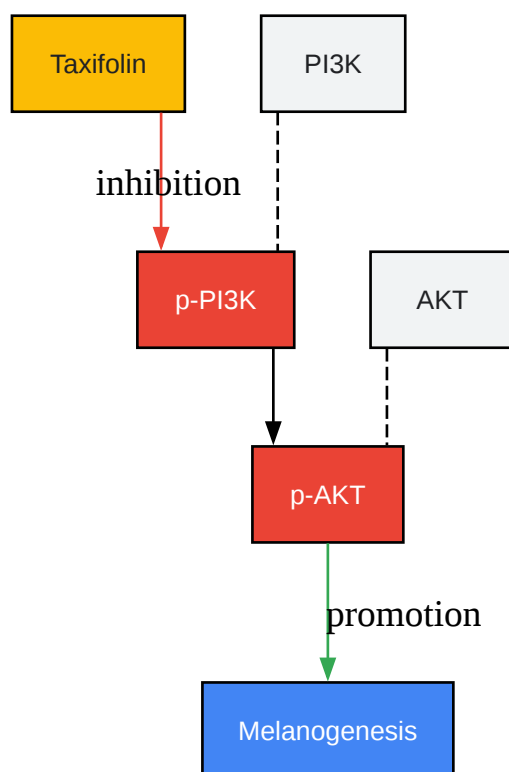 Taxifolin
PI3K
inhibition
p-PI3K
AKT
p-AKT
promotion
Melanogenesis